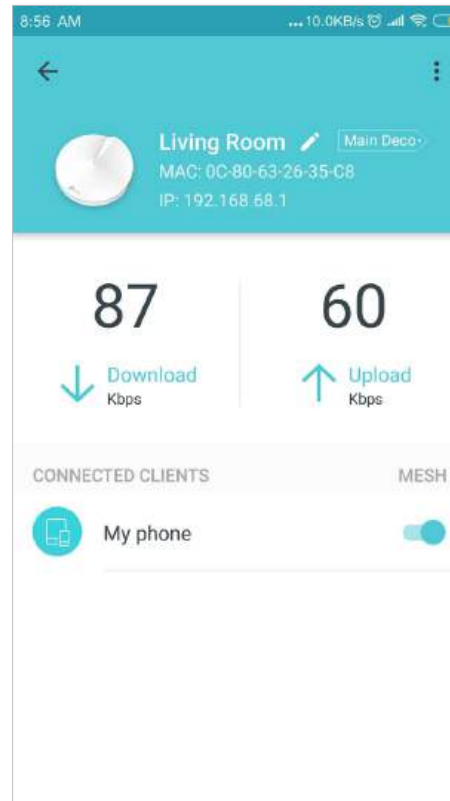 8:56 AM ... 10.0KB/s
Living Room Main Deco
MAC: 0C-80-63-26-35-C8
IP: 192.168.68.1
87 60
Download Upload
Kbps Kbps
CONNECTED CLIENTS MESH
My phone